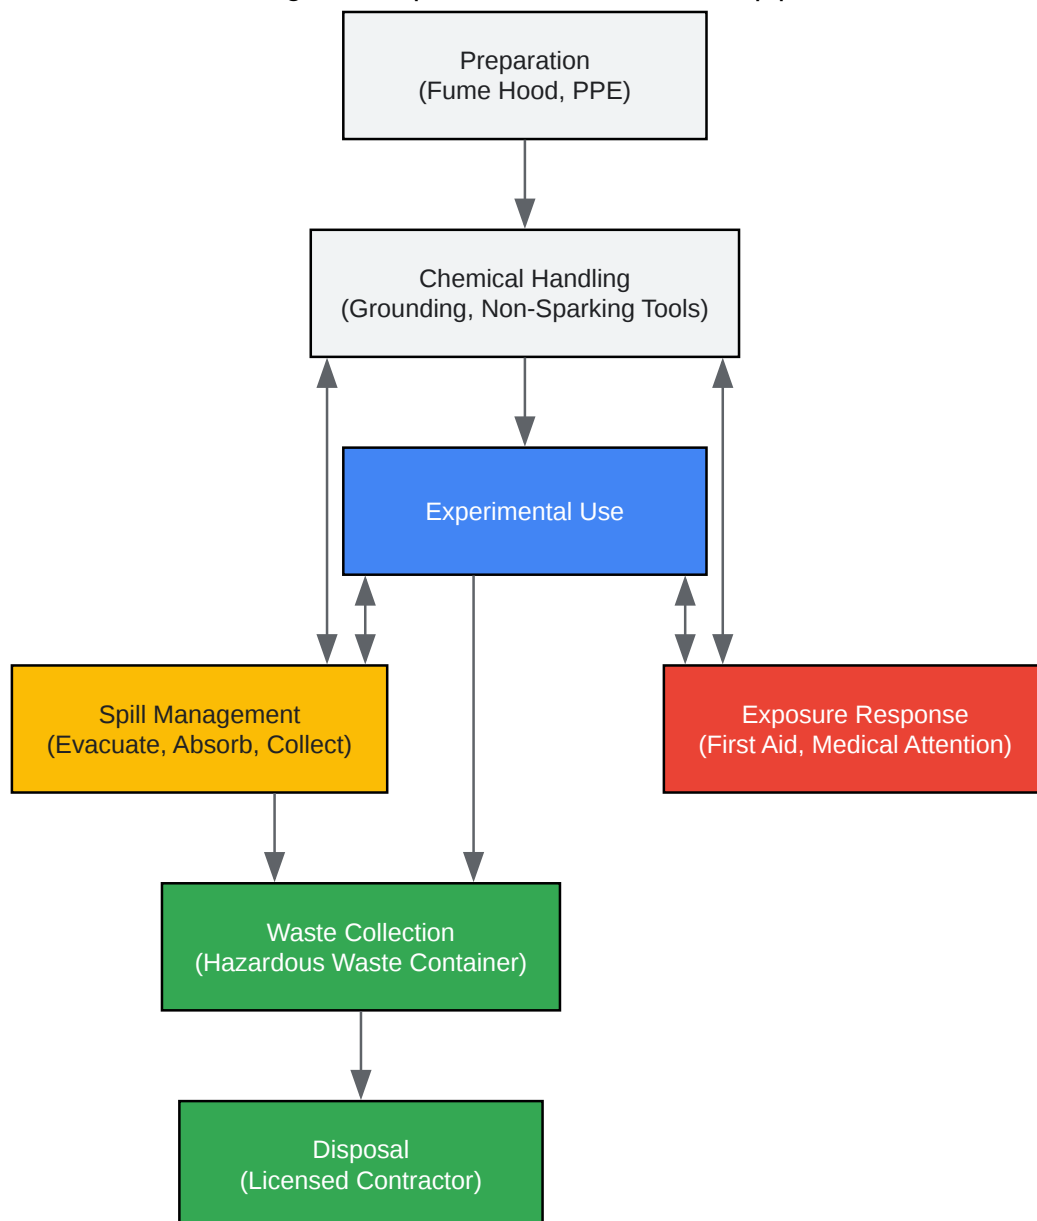 Preparation
(Fume Hood, PPE)
Chemical Handling
(Grounding, Non-Sparking Tools)
Experimental Use
Spill Management
(Evacuate, Absorb, Collect)
Exposure Response
(First Aid, Medical Attention)
Waste Collection
(Hazardous Waste Container)
Disposal
(Licensed Contractor)